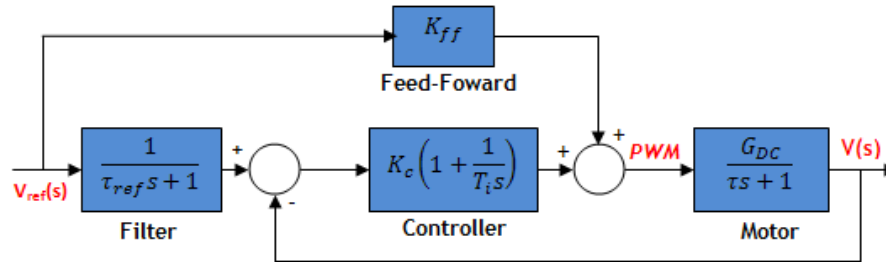 K_ff
Feed-Foward
V_ref(s)
1
τ_ref s + 1
Filter
+
-
K_c(1 + 1/(T_i s))
Controller
+
+
PWM
G_DC
τs + 1
Motor
V(s)